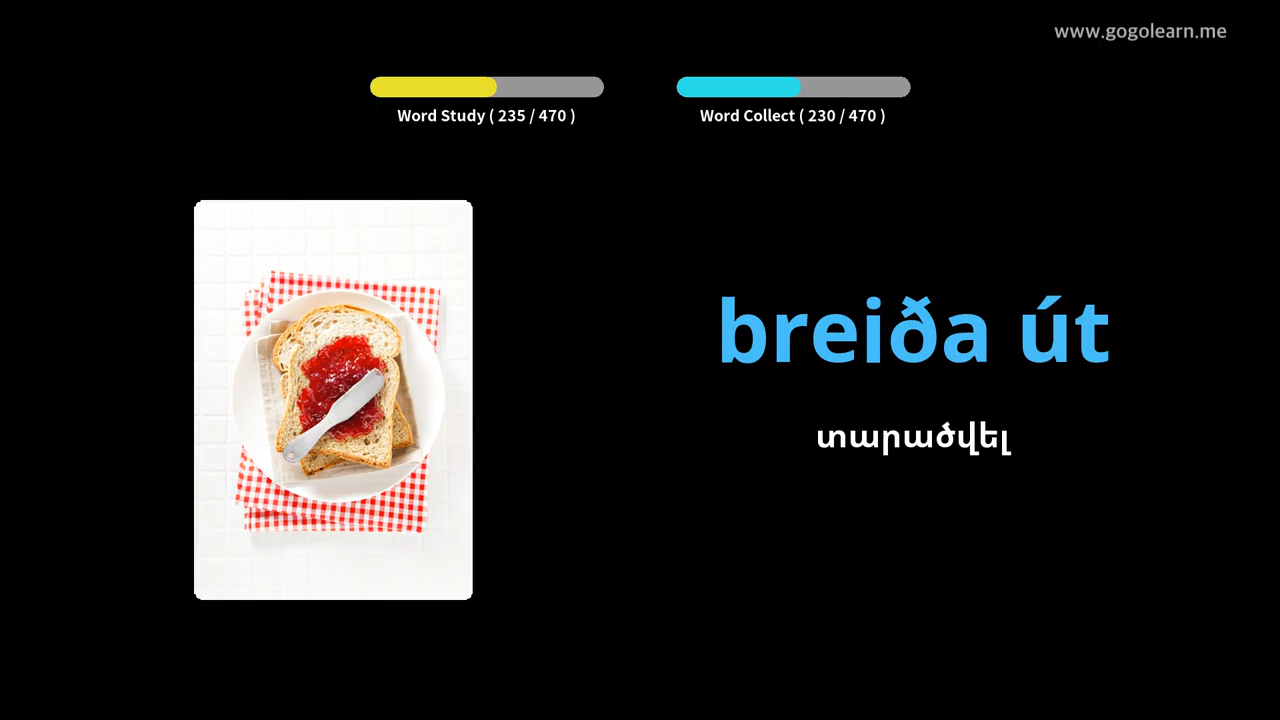 www.gogolearn.me
Word Study ( 235 / 470 )
Word Collect ( 230 / 470 )
breiða út
տարածվել